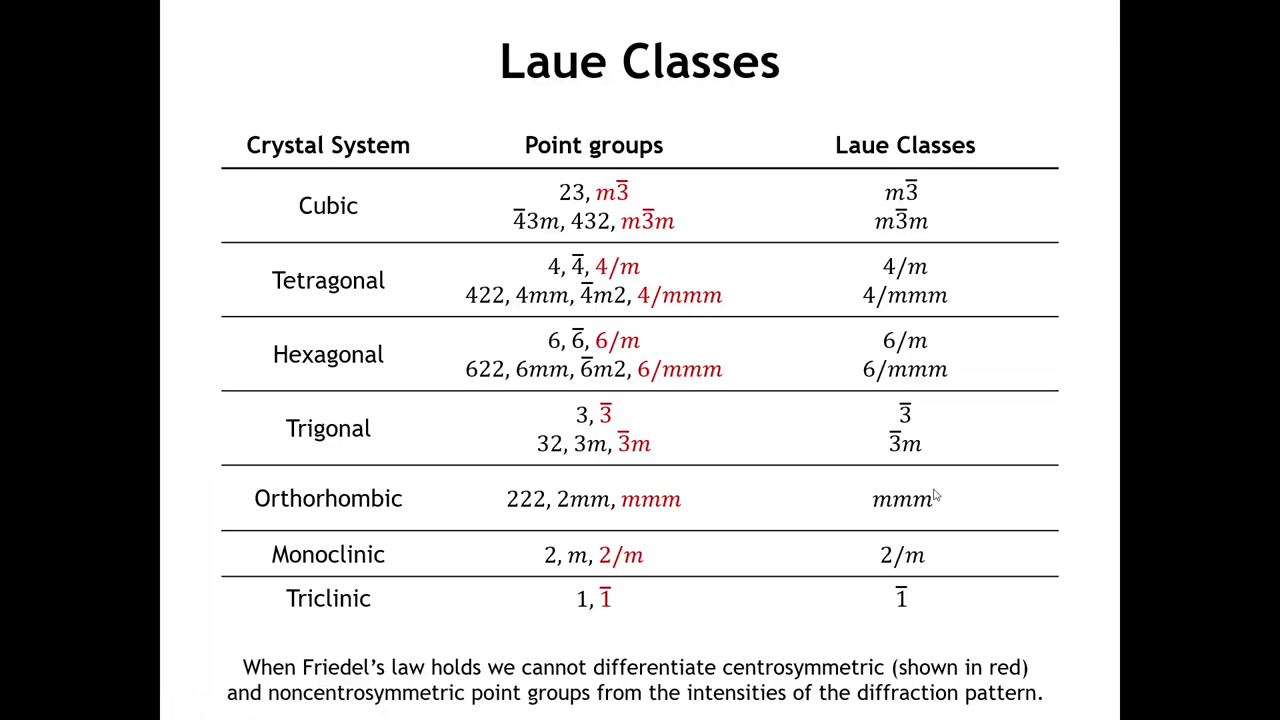 Laue Classes
Crystal System Point groups Laue Classes
Cubic
23, m3̅ m3̅
4̅3m, 432, m3̅m m3̅m
Tetragonal
4, 4̅, 4/m 4/m
422, 4mm, 4̅m2, 4/mmm 4/mmm
Hexagonal
6, 6̅, 6/m 6/m
622, 6mm, 6̅m2, 6/mmm 6/mmm
Trigonal
3, 3̅ 3̅
32, 3m, 3̅m 3̅m
Orthorhombic 222, 2mm, mmm mmm
Monoclinic 2, m, 2/m 2/m
Triclinic 1, 1̅ 1̅
When Friedel's law holds we cannot differentiate centrosymmetric (shown in red)
and noncentrosymmetric point groups from the intensities of the diffraction pattern.